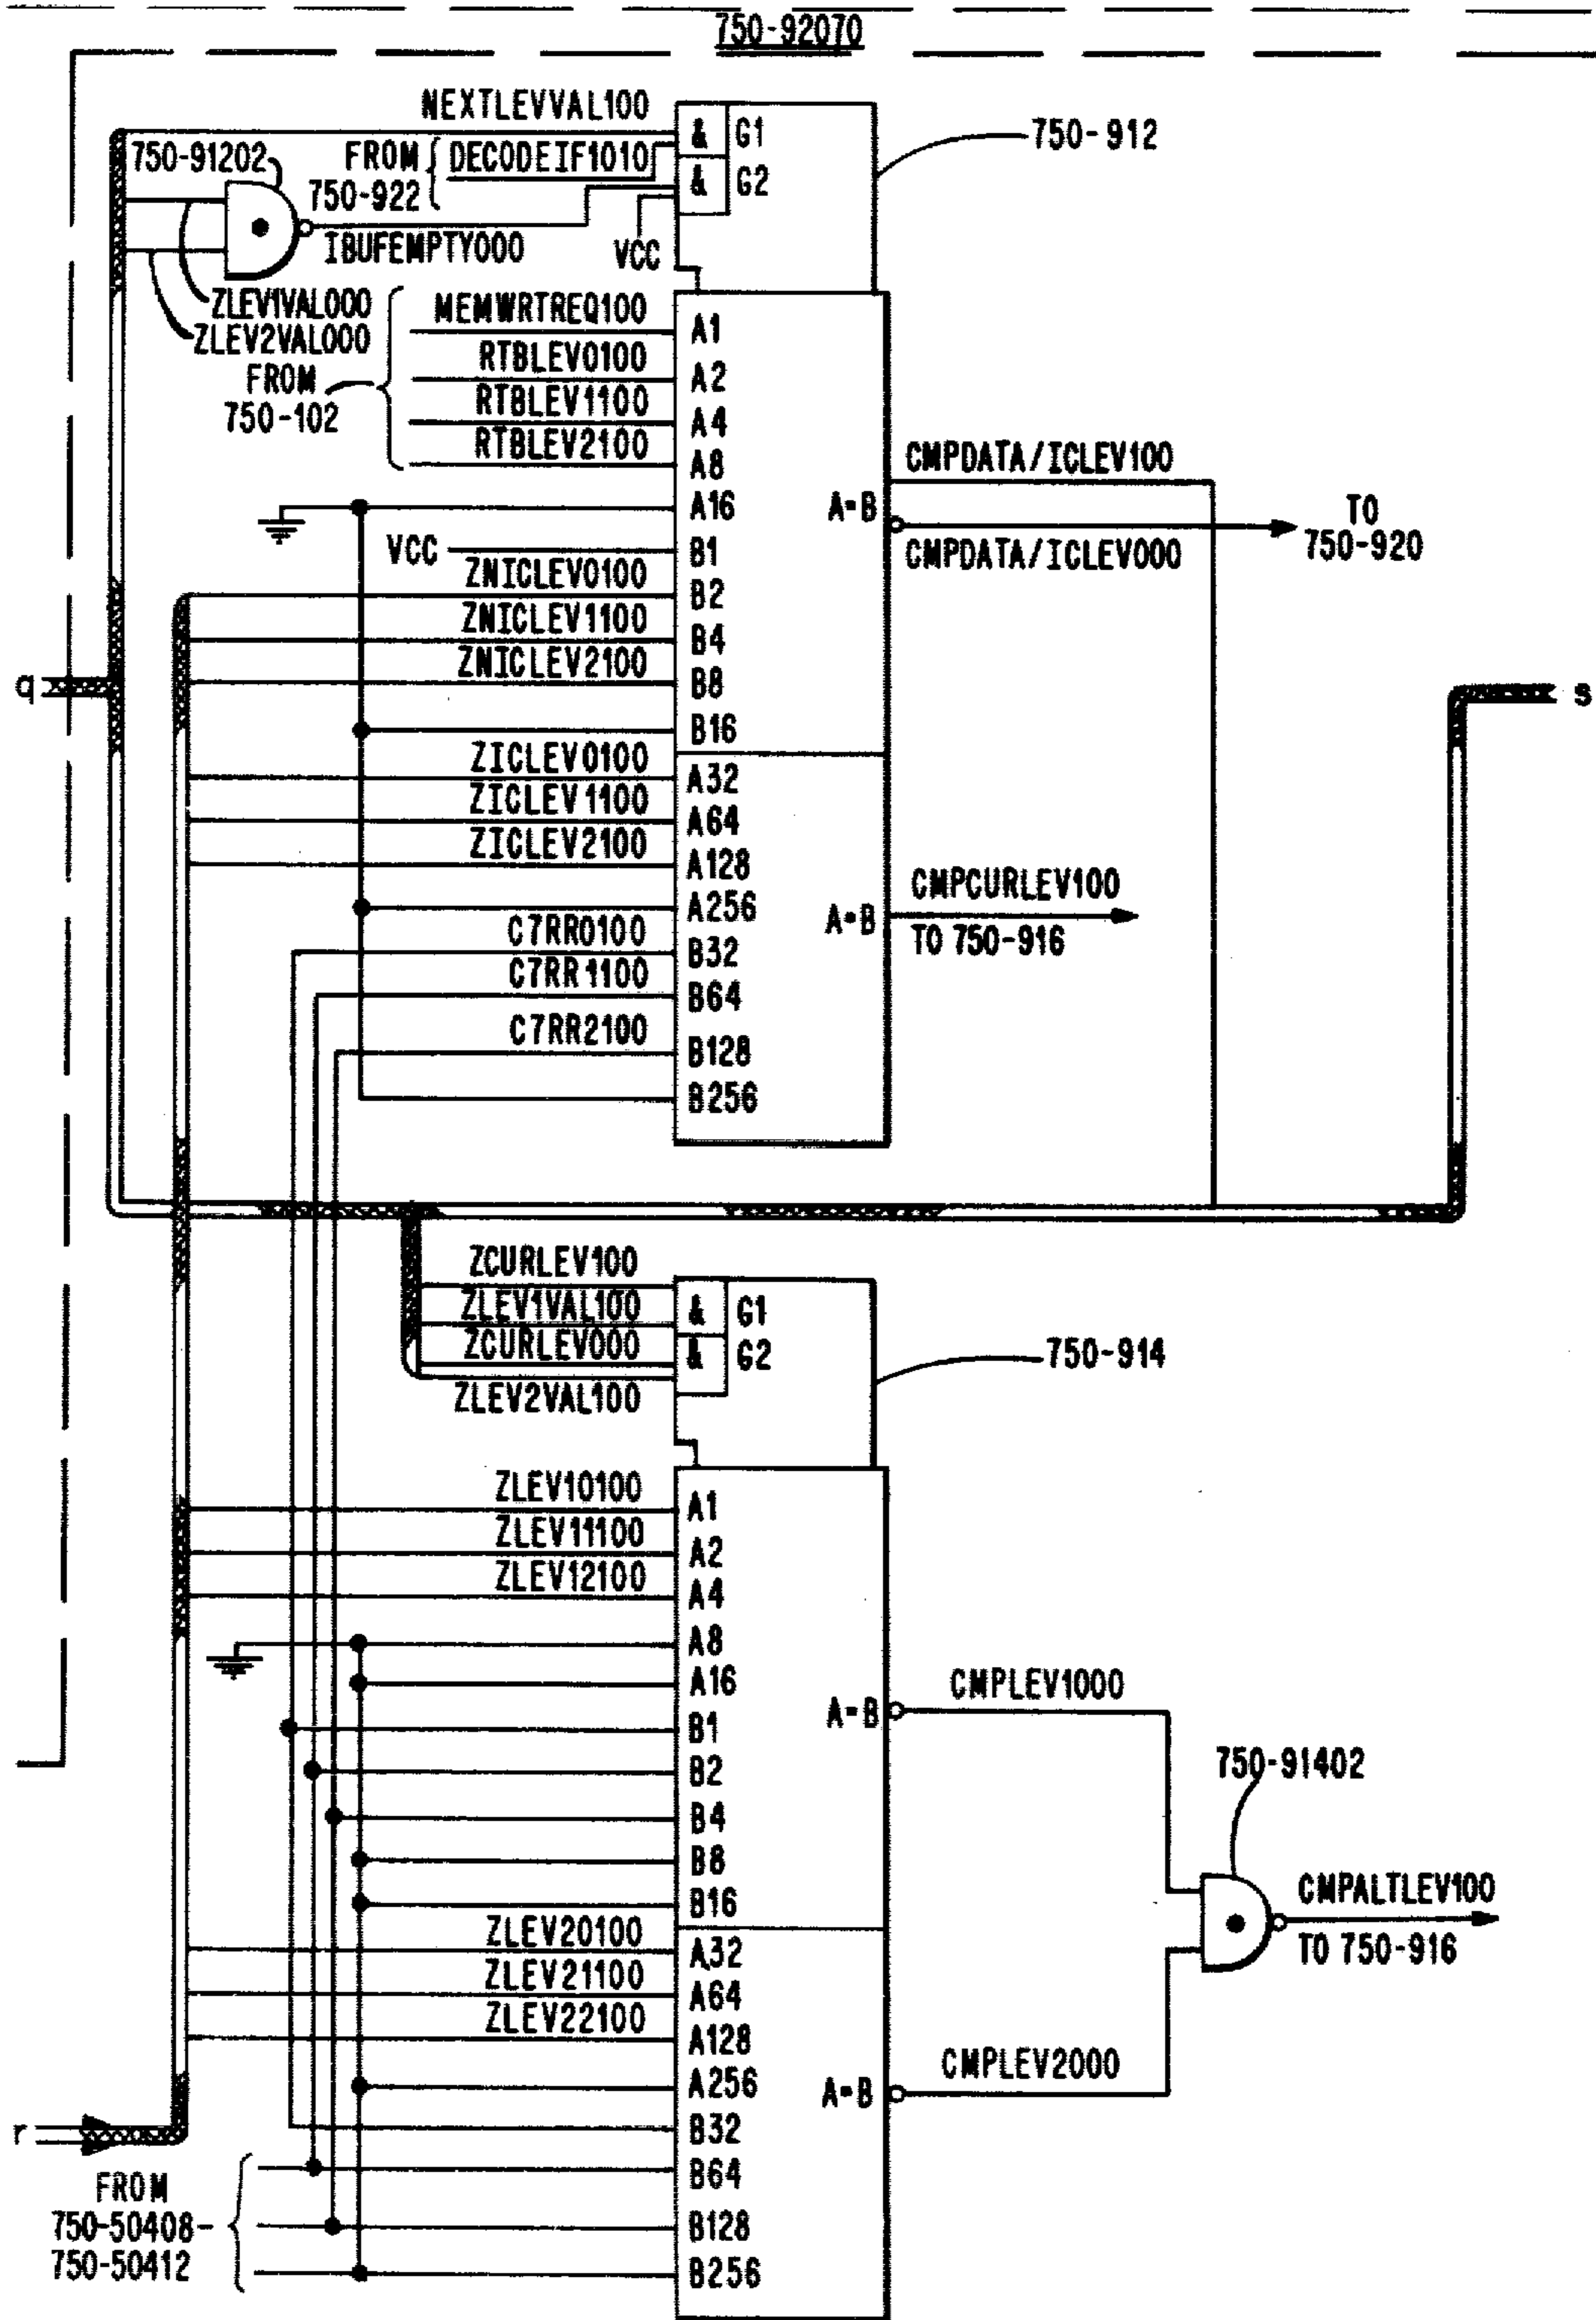 750-92070
NEXTLEVVAL100
& G1
750-912
750-91202
FROM 750-922
DECODEIF1010
& G2
IBUFEMPTY000
VCC
ZLEV1VAL000
ZLEV2VAL000
FROM 750-102
MEMWRTREQ100 A1
RTBLEV0100 A2
RTBLEV1100 A4
RTBLEV2100 A8
A16
VCC B1
ZNICLEV0100 B2
ZNICLEV1100 B4
ZNICLEV2100 B8
B16
A=B
CMPDATA/ICLEV100
CMPDATA/ICLEV000
TO 750-920
q
s
ZICLEV0100 A32
ZICLEV1100 A64
ZICLEV2100 A128
A256
C7RR0100 B32
C7RR1100 B64
C7RR2100 B128
B256
A=B
CMPCURLEV100
TO 750-916
ZCURLEV100
ZLEV1VAL100
& G1
ZCURLEV000
& G2
ZLEV2VAL100
750-914
ZLEV10100 A1
ZLEV11100 A2
ZLEV12100 A4
A8
A16
B1
B2
B4
B8
B16
A=B
CMPLEV1000
750-91402
CMPALTLEV100
TO 750-916
ZLEV20100 A32
ZLEV21100 A64
ZLEV22100 A128
A256
B32
B64
B128
B256
A=B
CMPLEV2000
r
FROM
750-50408-
750-50412